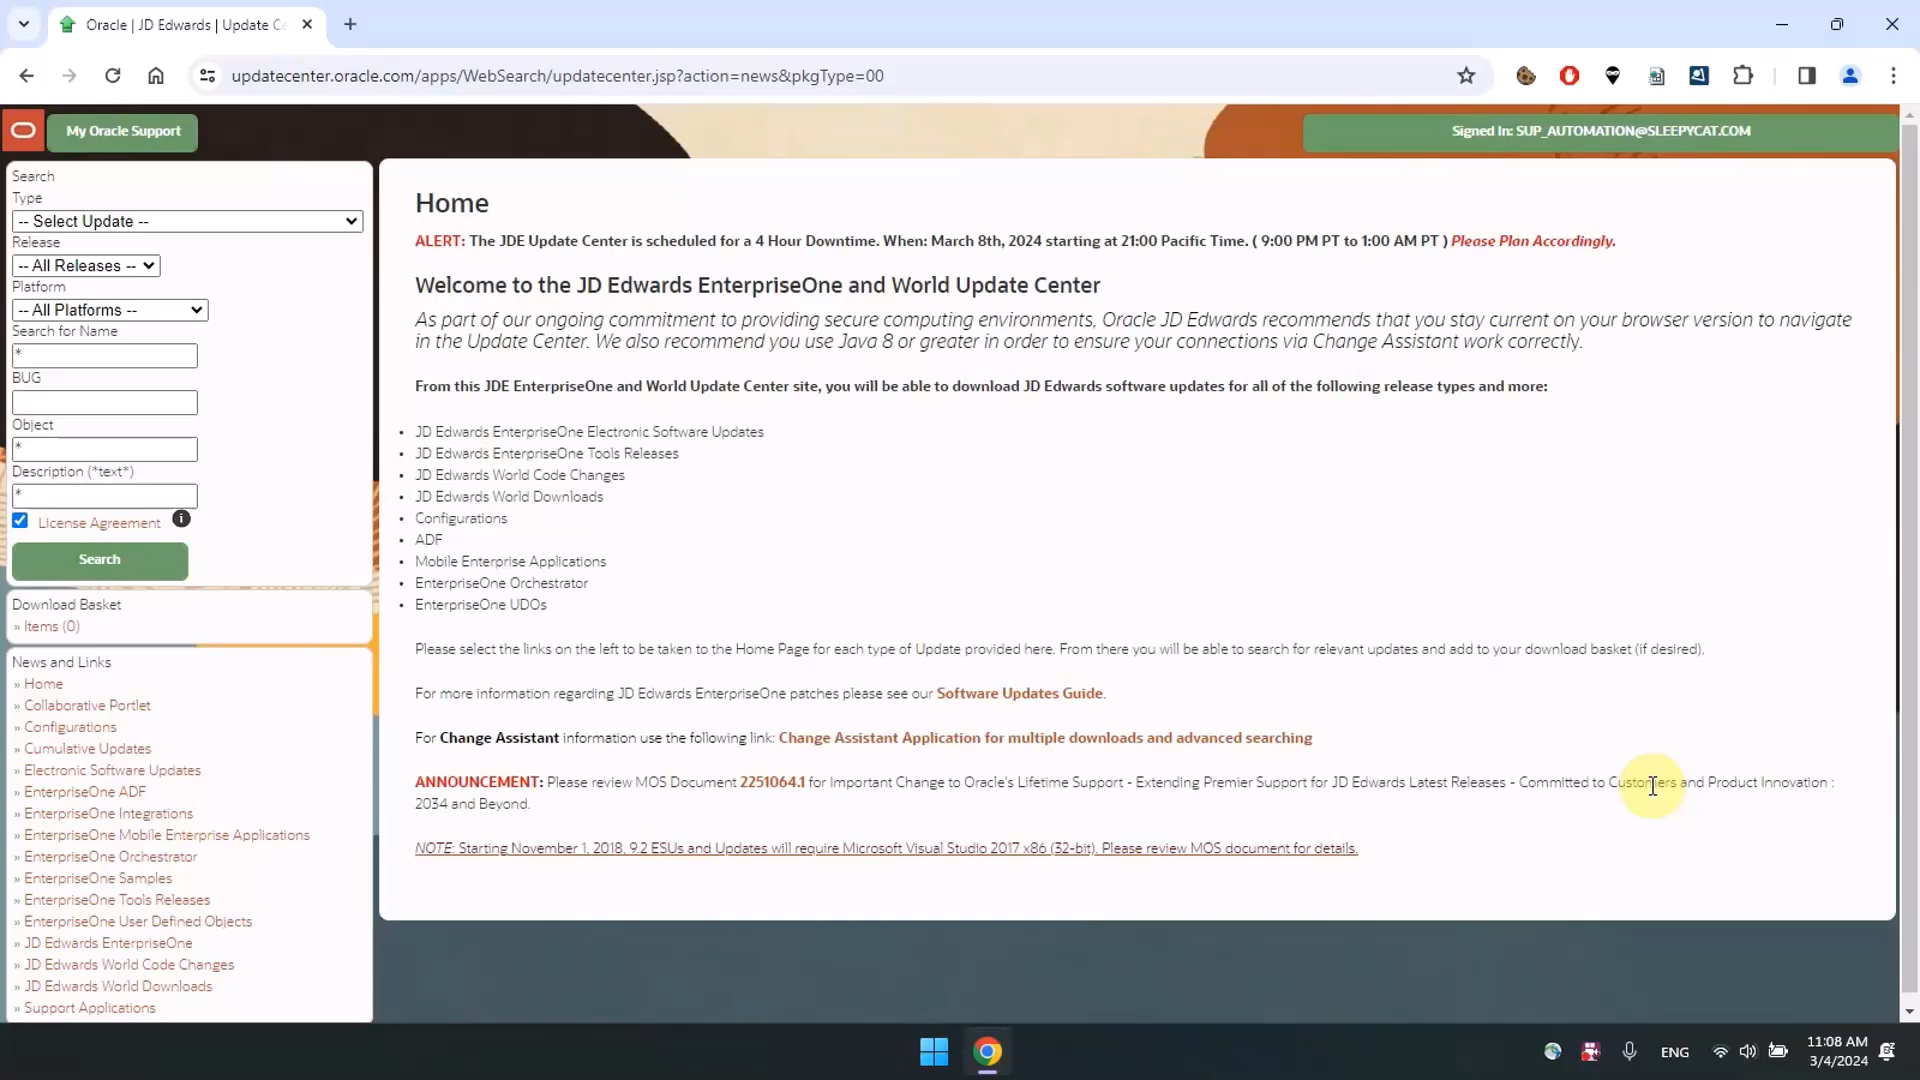 Oracle | JD Edwards | Update Ce
updatecenter.oracle.com/apps/WebSearch/updatecenter.jsp?action=news&pkgType=00
My Oracle Support
Signed In: SUP_AUTOMATION@SLEEPYCAT.COM
Search
Type
-- Select Update --
Release
-- All Releases --
Platform
-- All Platforms --
Search for Name
*
BUG
Object
*
Description (*text*)
*
License Agreement
Search
Download Basket
» Items (0)
News and Links
» Home
» Collaborative Portlet
» Configurations
» Cumulative Updates
» Electronic Software Updates
» EnterpriseOne ADF
» EnterpriseOne Integrations
» EnterpriseOne Mobile Enterprise Applications
» EnterpriseOne Orchestrator
» EnterpriseOne Samples
» EnterpriseOne Tools Releases
» EnterpriseOne User Defined Objects
» JD Edwards EnterpriseOne
» JD Edwards World Code Changes
» JD Edwards World Downloads
» Support Applications
Home
ALERT: The JDE Update Center is scheduled for a 4 Hour Downtime. When: March 8th, 2024 starting at 21:00 Pacific Time. ( 9:00 PM PT to 1:00 AM PT ) Please Plan Accordingly.
Welcome to the JD Edwards EnterpriseOne and World Update Center
As part of our ongoing commitment to providing secure computing environments, Oracle JD Edwards recommends that you stay current on your browser version to navigate
in the Update Center. We also recommend you use Java 8 or greater in order to ensure your connections via Change Assistant work correctly.
From this JDE EnterpriseOne and World Update Center site, you will be able to download JD Edwards software updates for all of the following release types and more:
• JD Edwards EnterpriseOne Electronic Software Updates
• JD Edwards EnterpriseOne Tools Releases
• JD Edwards World Code Changes
• JD Edwards World Downloads
• Configurations
• ADF
• Mobile Enterprise Applications
• EnterpriseOne Orchestrator
• EnterpriseOne UDOs
Please select the links on the left to be taken to the Home Page for each type of Update provided here. From there you will be able to search for relevant updates and add to your download basket (if desired).
For more information regarding JD Edwards EnterpriseOne patches please see our Software Updates Guide.
For Change Assistant information use the following link: Change Assistant Application for multiple downloads and advanced searching
ANNOUNCEMENT: Please review MOS Document 2251064.1 for Important Change to Oracle's Lifetime Support - Extending Premier Support for JD Edwards Latest Releases - Committed to Customers and Product Innovation :
2034 and Beyond.
NOTE: Starting November 1, 2018, 9.2 ESUs and Updates will require Microsoft Visual Studio 2017 x86 (32-bit). Please review MOS document for details.
ENG
11:08 AM
3/4/2024